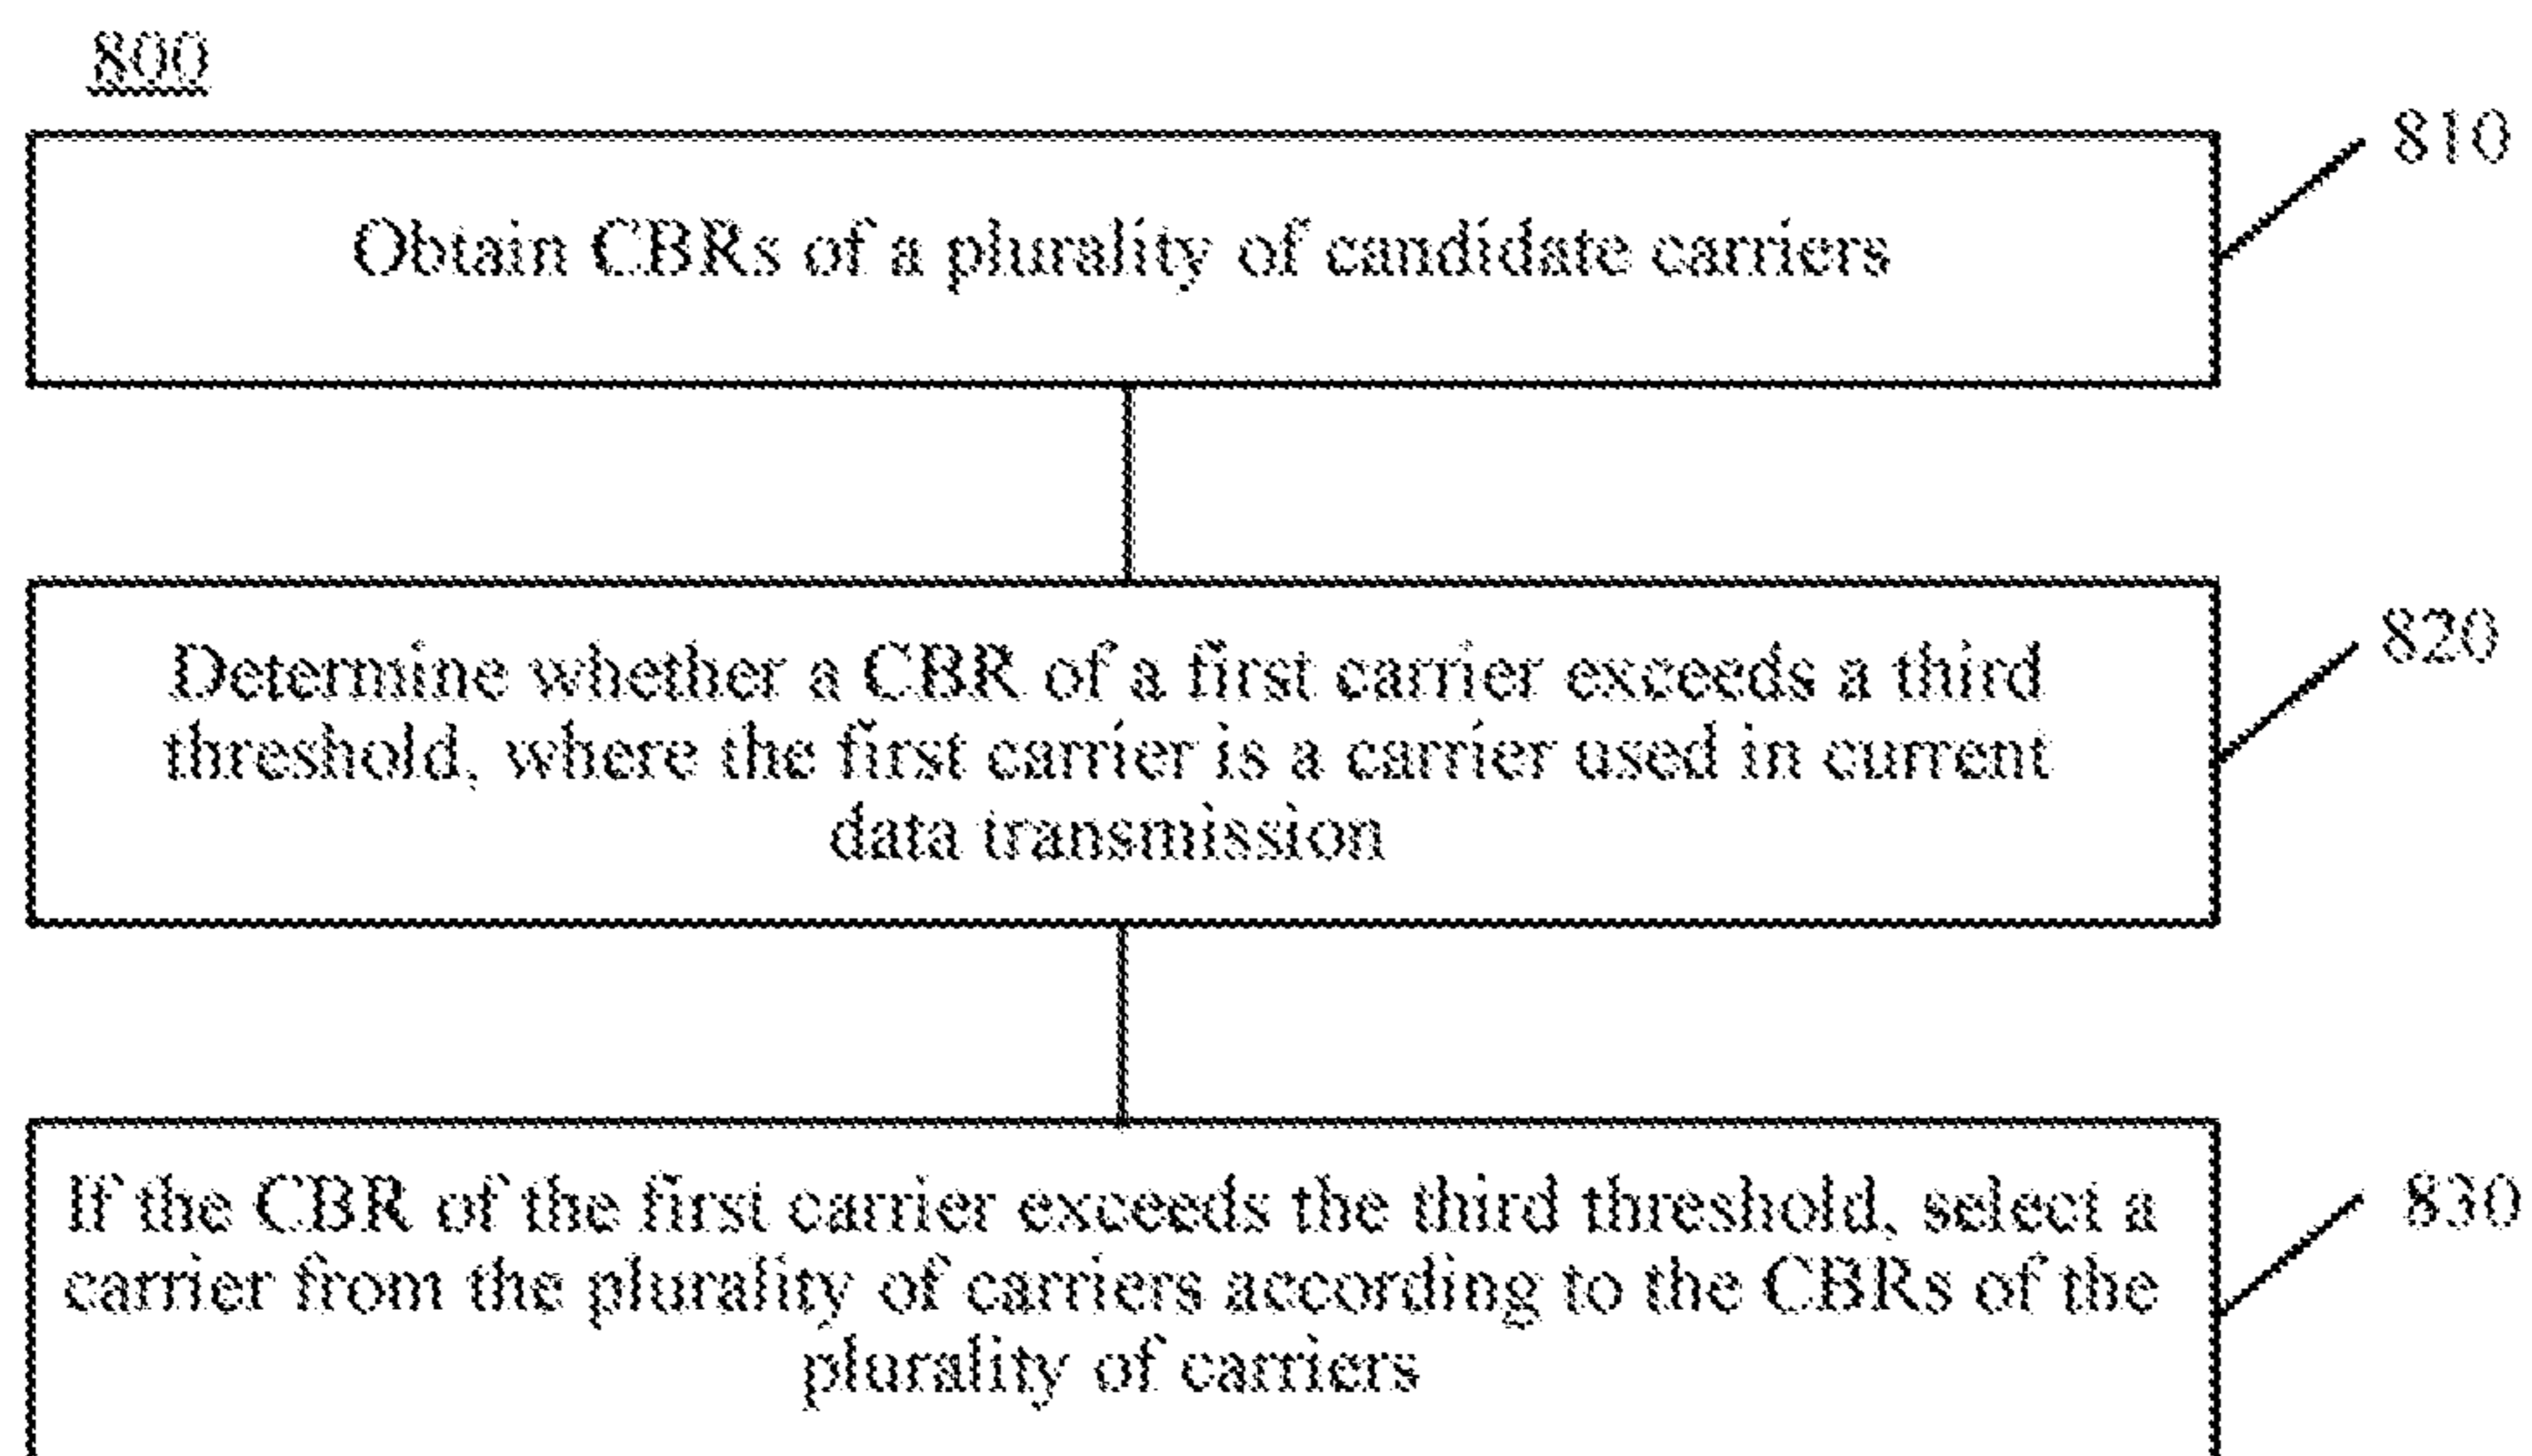 800
810
Obtain CBRs of a plurality of candidate carriers
820
Determine whether a CBR of a first carrier exceeds a third
threshold, where the first carrier is a carrier used in current
data transmission
830
If the CBR of the first carrier exceeds the third threshold, select a
carrier from the plurality of carriers according to the CBRs of the
plurality of carriers